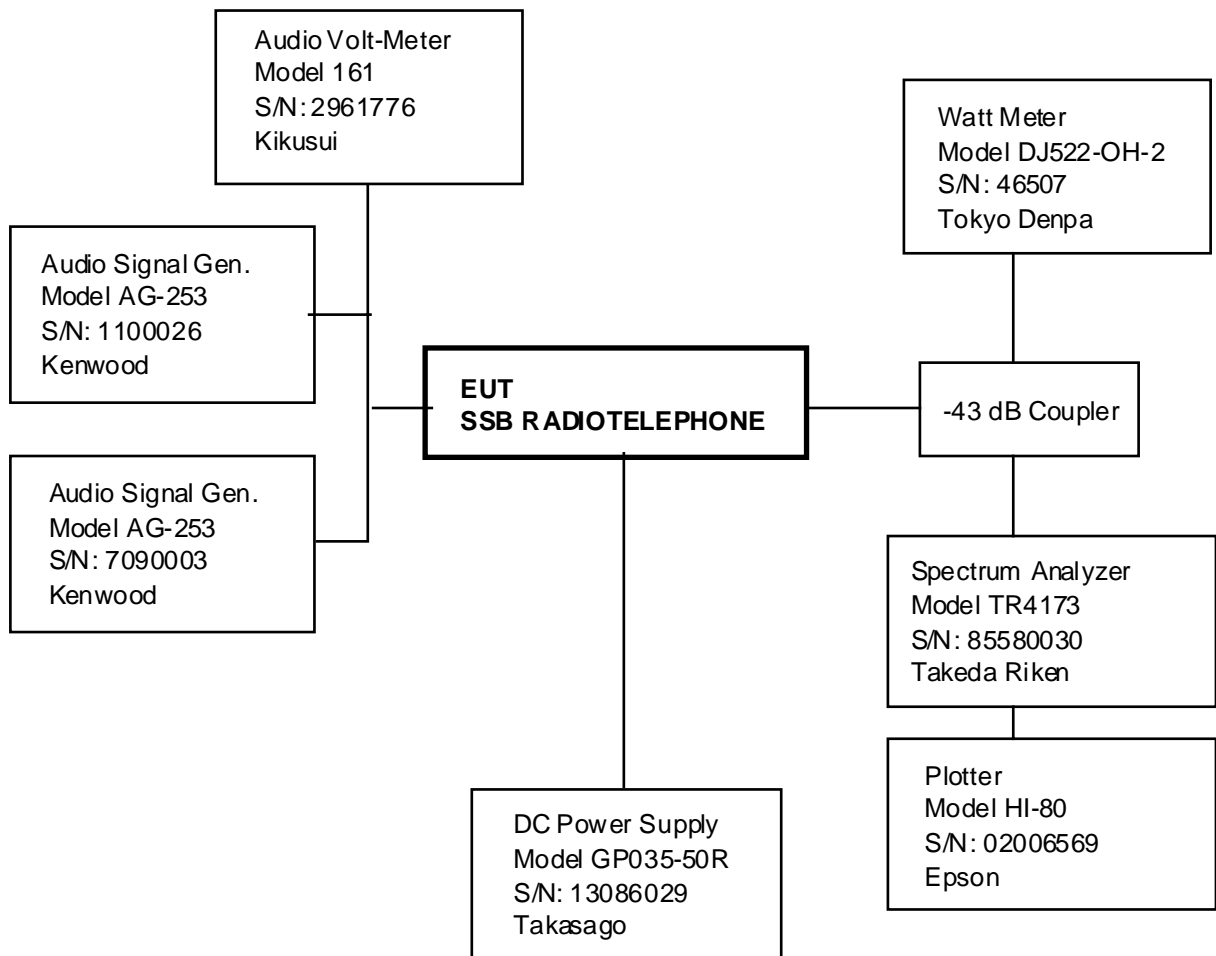 Audio Volt-Meter
Model 161
S/N: 2961776
Kikusui
Watt Meter
Model DJ522-OH-2
S/N: 46507
Tokyo Denpa
Audio Signal Gen.
Model AG-253
S/N: 1100026
Kenwood
EUT
SSB RADIOTELEPHONE
-43 dB Coupler
Audio Signal Gen.
Model AG-253
S/N: 7090003
Kenwood
Spectrum Analyzer
Model TR4173
S/N: 85580030
Takeda Riken
DC Power Supply
Model GP035-50R
S/N: 13086029
Takasago
Plotter
Model HI-80
S/N: 02006569
Epson